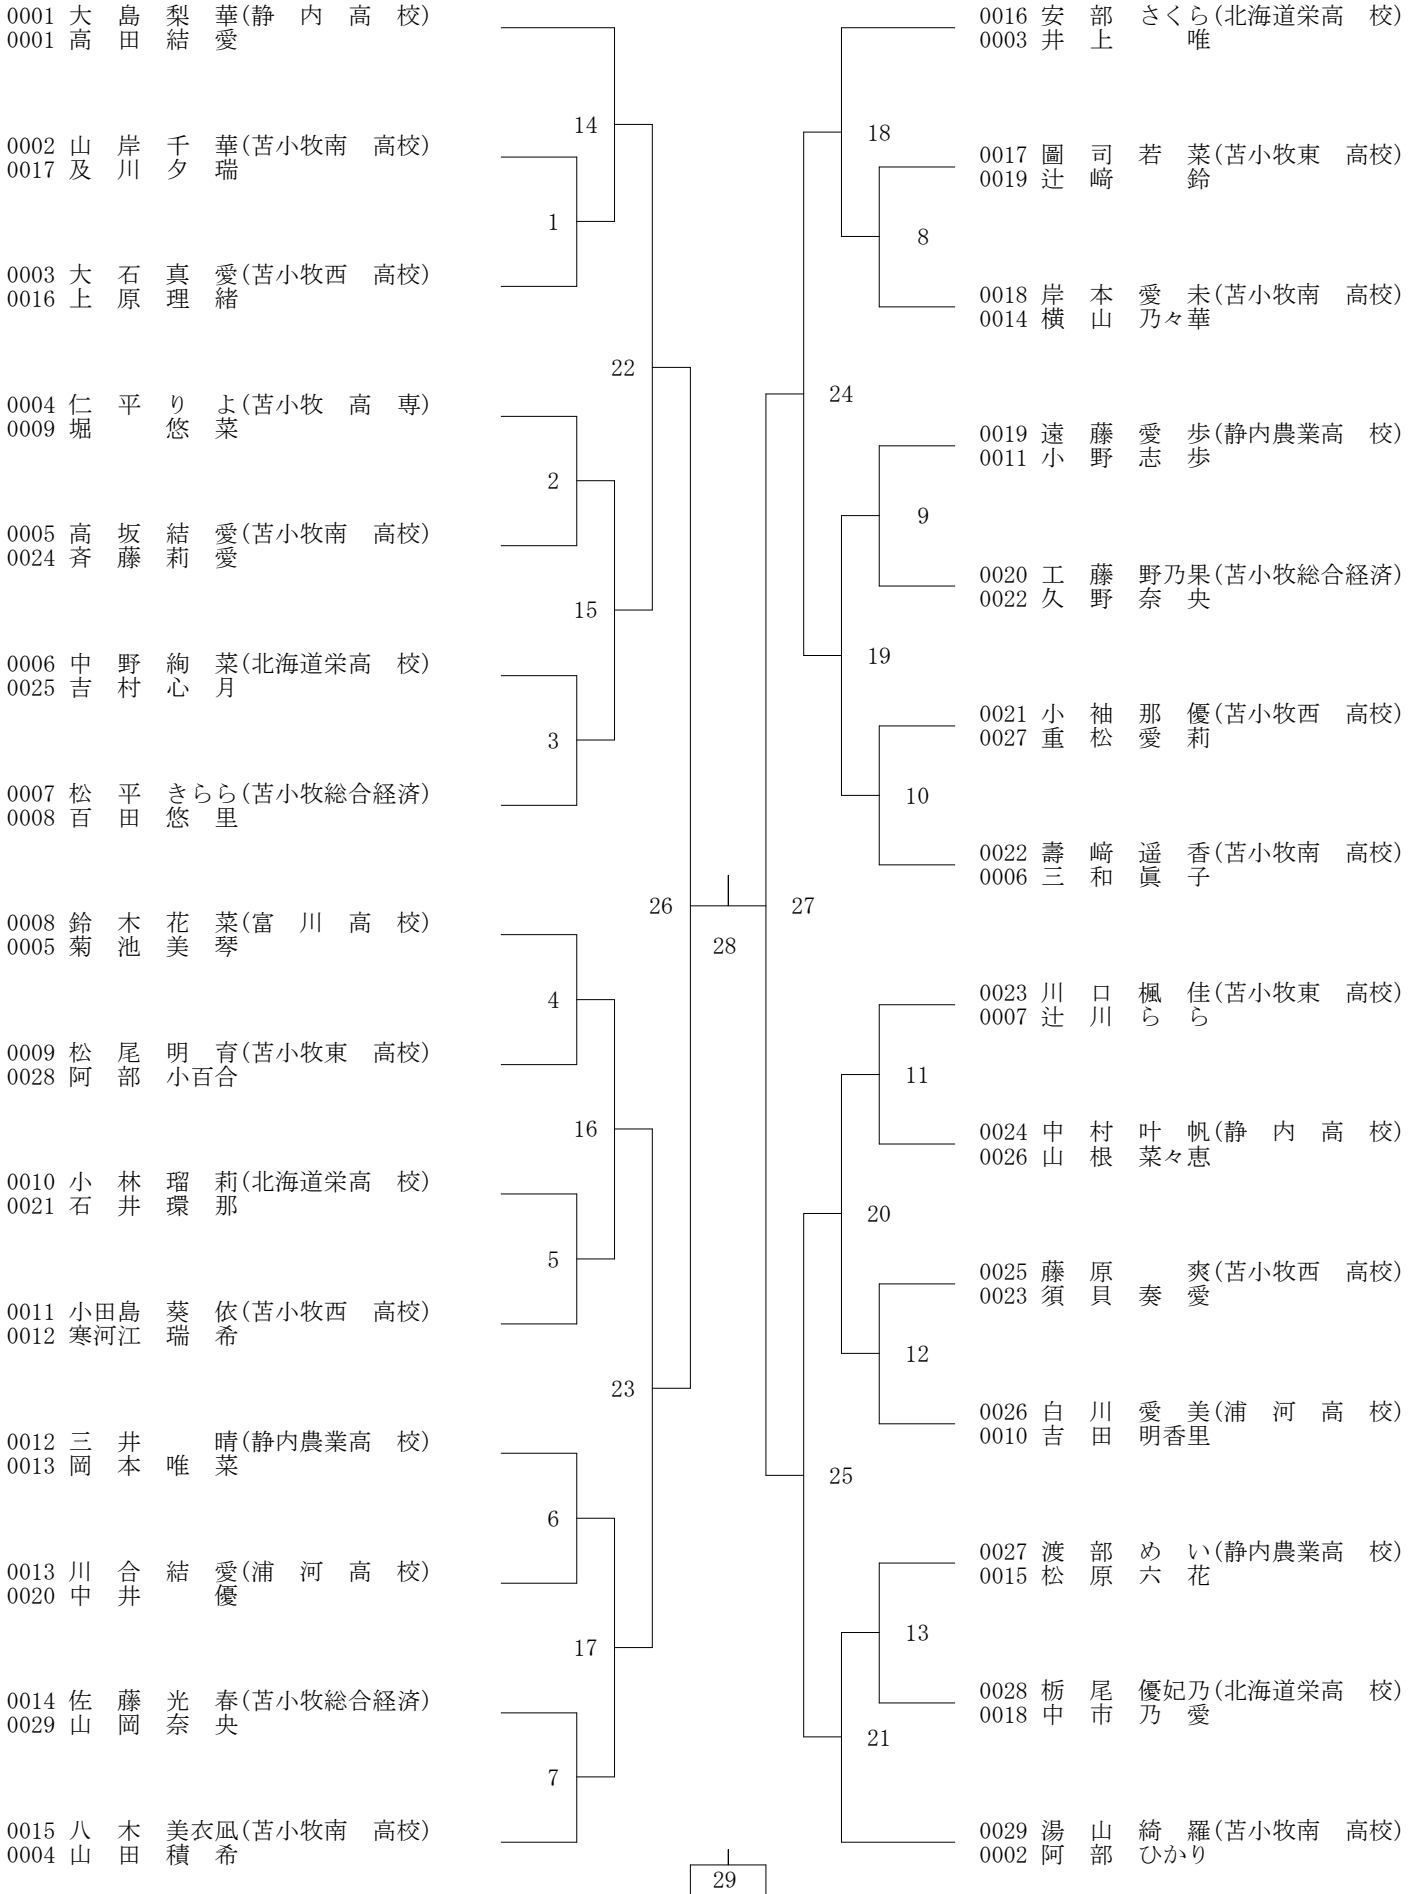 0001 大 島 梨 華(静 内 高 校)
0001 高 田 結 愛
14
0002 山 岸 千 華(苫小牧南 高校)
0017 及 川 夕 瑞
1
0003 大 石 真 愛(苫小牧西 高校)
0016 上 原 理 緒
22
0004 仁 平 り よ(苫小牧 高 専)
0009 堀 悠 菜
2
0005 高 坂 結 愛(苫小牧南 高校)
0024 斉 藤 莉 愛
15
0006 中 野 絢 菜(北海道栄高 校)
0025 吉 村 心 月
3
0007 松 平 きらら(苫小牧総合経済)
0008 百 田 悠 里
26
0008 鈴 木 花 菜(富 川 高 校)
0005 菊 池 美 琴
4
0009 松 尾 明 育(苫小牧東 高校)
0028 阿 部 小百合
16
0010 小 林 瑠 莉(北海道栄高 校)
0021 石 井 環 那
5
0011 小田島 葵 依(苫小牧西 高校)
0012 寒河江 瑞 希
23
0012 三 井 晴(静内農業高 校)
0013 岡 本 唯 菜
6
0013 川 合 結 愛(浦 河 高 校)
0020 中 井 優
17
0014 佐 藤 光 春(苫小牧総合経済)
0029 山 岡 奈 央
7
0015 八 木 美衣凪(苫小牧南 高校)
0004 山 田 積 希
28
29
0016 安 部 さくら(北海道栄高 校)
0003 井 上 唯
18
0017 圖 司 若 菜(苫小牧東 高校)
0019 辻 﨑 鈴
8
0018 岸 本 愛 未(苫小牧南 高校)
0014 横 山 乃々華
24
0019 遠 藤 愛 歩(静内農業高 校)
0011 小 野 志 歩
9
0020 工 藤 野乃果(苫小牧総合経済)
0022 久 野 奈 央
19
0021 小 袖 那 優(苫小牧西 高校)
0027 重 松 愛 莉
10
0022 壽 﨑 遥 香(苫小牧南 高校)
0006 三 和 眞 子
27
0023 川 口 楓 佳(苫小牧東 高校)
0007 辻 川 ら ら
11
0024 中 村 叶 帆(静 内 高 校)
0026 山 根 菜々恵
20
0025 藤 原 爽(苫小牧西 高校)
0023 須 貝 奏 愛
12
0026 白 川 愛 美(浦 河 高 校)
0010 吉 田 明香里
25
0027 渡 部 め い(静内農業高 校)
0015 松 原 六 花
13
0028 栃 尾 優妃乃(北海道栄高 校)
0018 中 市 乃 愛
21
0029 湯 山 綺 羅(苫小牧南 高校)
0002 阿 部 ひかり